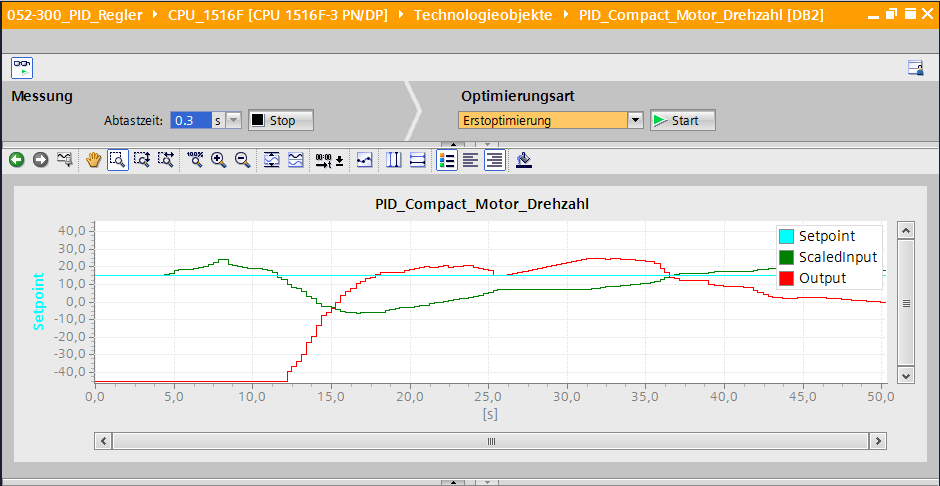 052-300_PID_Regler ▸ CPU_1516F [CPU 1516F-3 PN/DP] ▸ Technologieobjekte ▸ PID_Compact_Motor_Drehzahl [DB2]
Messung
Optimierungsart
Abtastzeit: 0.3 s Stop
Erstoptimierung Start
100%
00:00
PID_Compact_Motor_Drehzahl
Setpoint
ScaledInput
Output
Setpoint
40,0
30,0
20,0
10,0
0,0
-10,0
-20,0
-30,0
-40,0
0,0 5,0 10,0 15,0 20,0 25,0 30,0 35,0 40,0 45,0 50,0
[s]